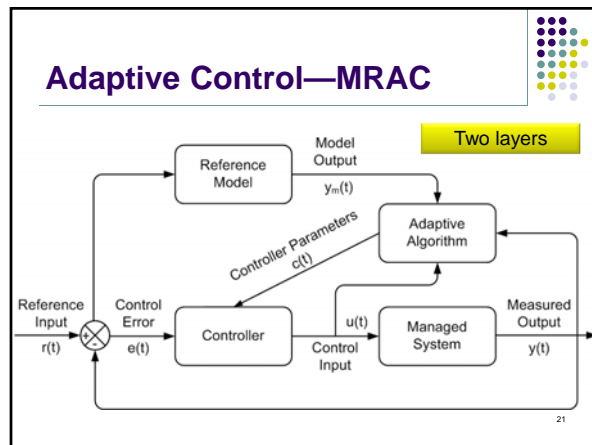 Adaptive Control—MRAC
Two layers
Model
Output
y_m(t)
Reference
Model
Adaptive
Algorithm
Controller Parameters
c(t)
Reference
Input
r(t)
+
-
Control
Error
e(t)
Controller
u(t)
Control
Input
Managed
System
Measured
Output
y(t)
21